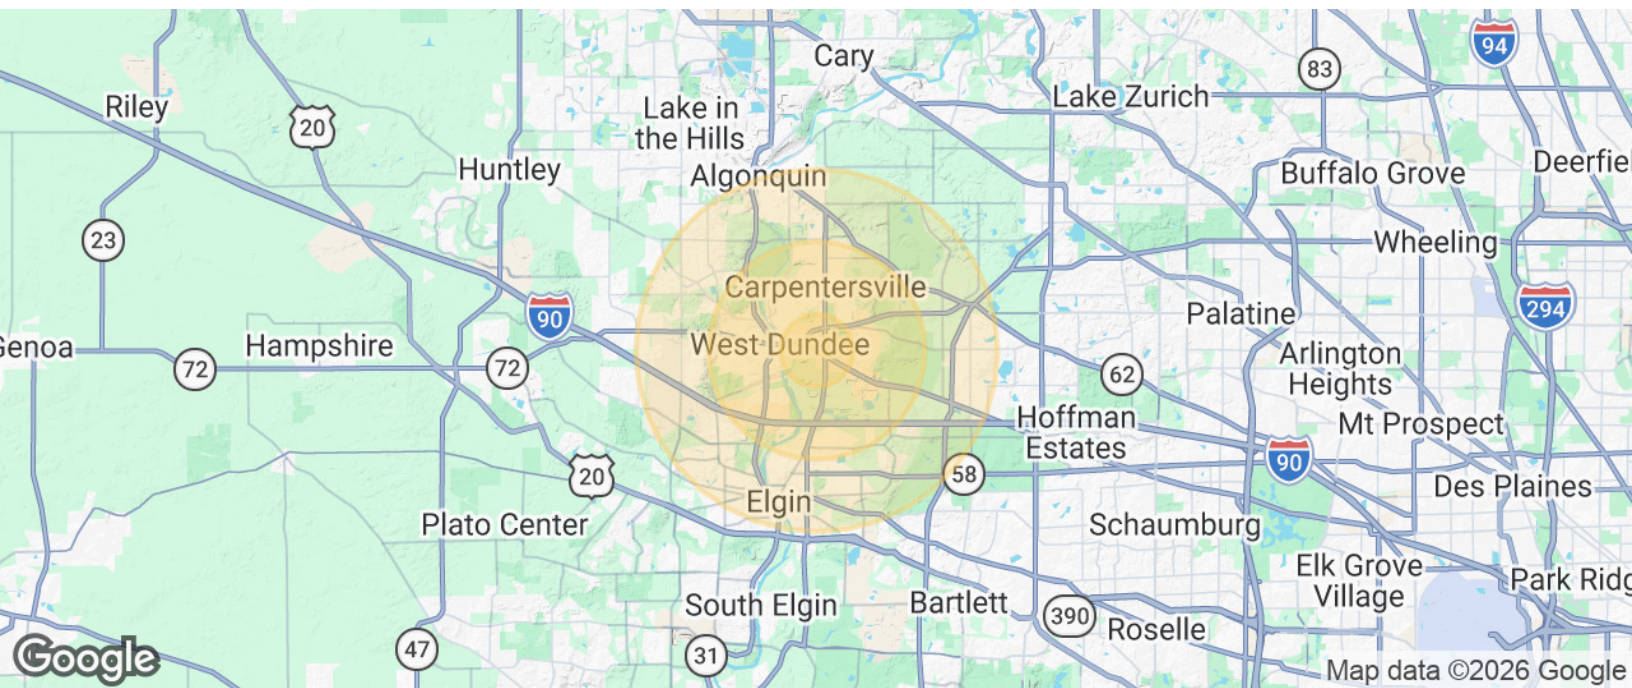 94
Cary
83
Lake Zurich
Riley
Lake in
the Hills
20
Huntley
Algonquin
Buffalo Grove
Deerfiel
23
Wheeling
Carpentersville
90
Palatine
294
Genoa
Hampshire
West Dundee
72
72
62
Arlington
Heights
Hoffman
Estates
Mt Prospect
90
20
58
Des Plaines
Elgin
Plato Center
Schaumburg
Elk Grove
Village
Park Ridg
South Elgin
Bartlett
390
Roselle
47
31
Google
Map data ©2026 Google